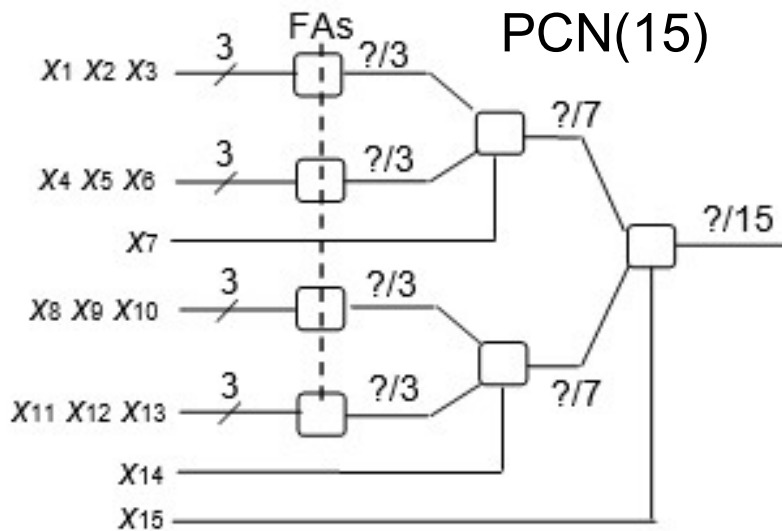 FAs PCN(15)
X1 X2 X3 3 ?/3
?/7
X4 X5 X6 3 ?/3
?/15
X7
X8 X9 X10 3 ?/3
X11 X12 X13 3 ?/3 ?/7
X14
X15